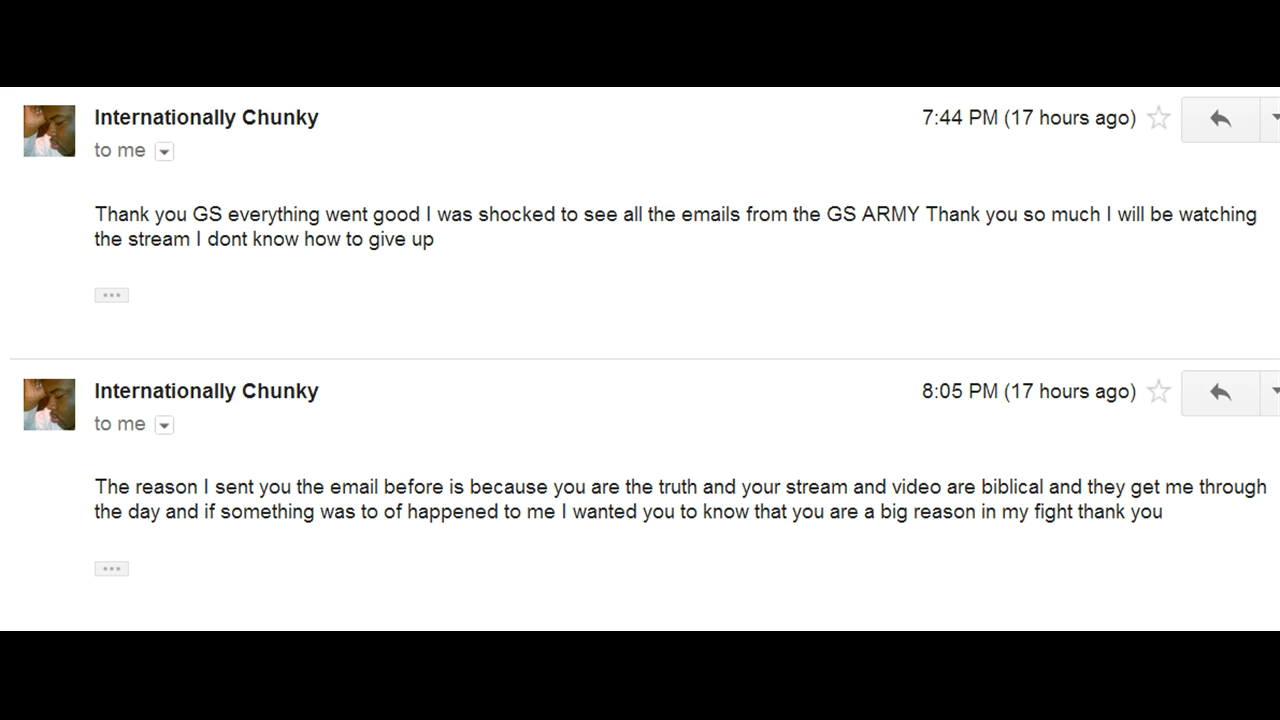 Internationally Chunky 7:44 PM (17 hours ago)
to me
Thank you GS everything went good I was shocked to see all the emails from the GS ARMY Thank you so much I will be watching
the stream I dont know how to give up
Internationally Chunky 8:05 PM (17 hours ago)
to me
The reason I sent you the email before is because you are the truth and your stream and video are biblical and they get me through
the day and if something was to of happened to me I wanted you to know that you are a big reason in my fight thank you